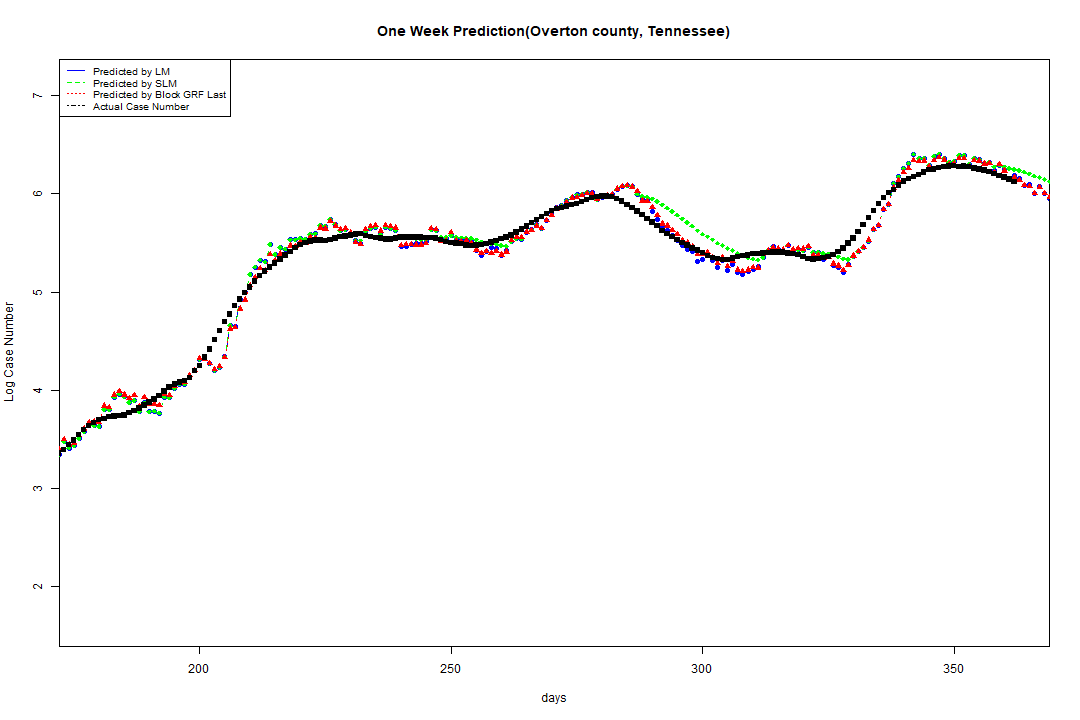 One Week Prediction(Overton county, Tennessee)
Predicted by LM
Predicted by SLM
Predicted by Block GRF Last
Actual Case Number
7
6
5
4
3
2
Log Case Number
200 250 300 350
days